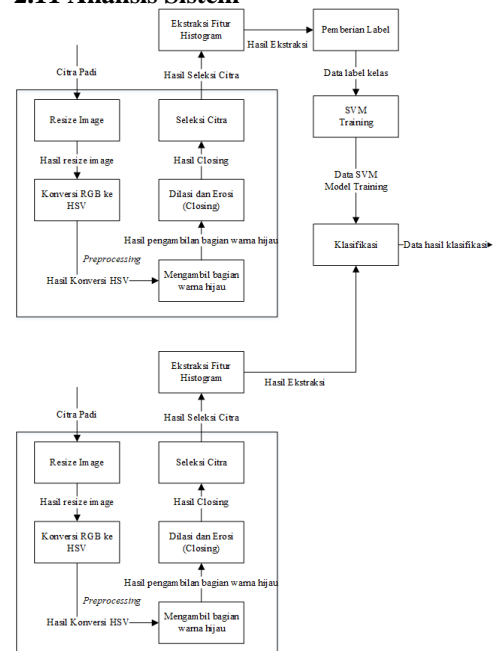 2.11 Analisis Sistem
Ekstraksi Fitur
Histogram
Hasil Ekstraksi
Pemberian Label
Citra Padi
Hasil Seleksi Citra
Data label kelas
Resize Image
Seleksi Citra
SVM
Training
Hasil resize image
Hasil Closing
Data SVM
Model Training
Konversi RGB ke
HSV
Dilasi dan Erosi
(Closing)
Hasil pengambilan bagian warna hijau
Klasifikasi
Data hasil klasifikasi
Preprocessing
Hasil Konversi HSV
Mengambil bagian
warna hijau
Ekstraksi Fitur
Histogram
Hasil Ekstraksi
Citra Padi
Hasil Seleksi Citra
Resize Image
Seleksi Citra
Hasil resize image
Hasil Closing
Konversi RGB ke
HSV
Dilasi dan Erosi
(Closing)
Hasil pengambilan bagian warna hijau
Preprocessing
Hasil Konversi HSV
Mengambil bagian
warna hijau